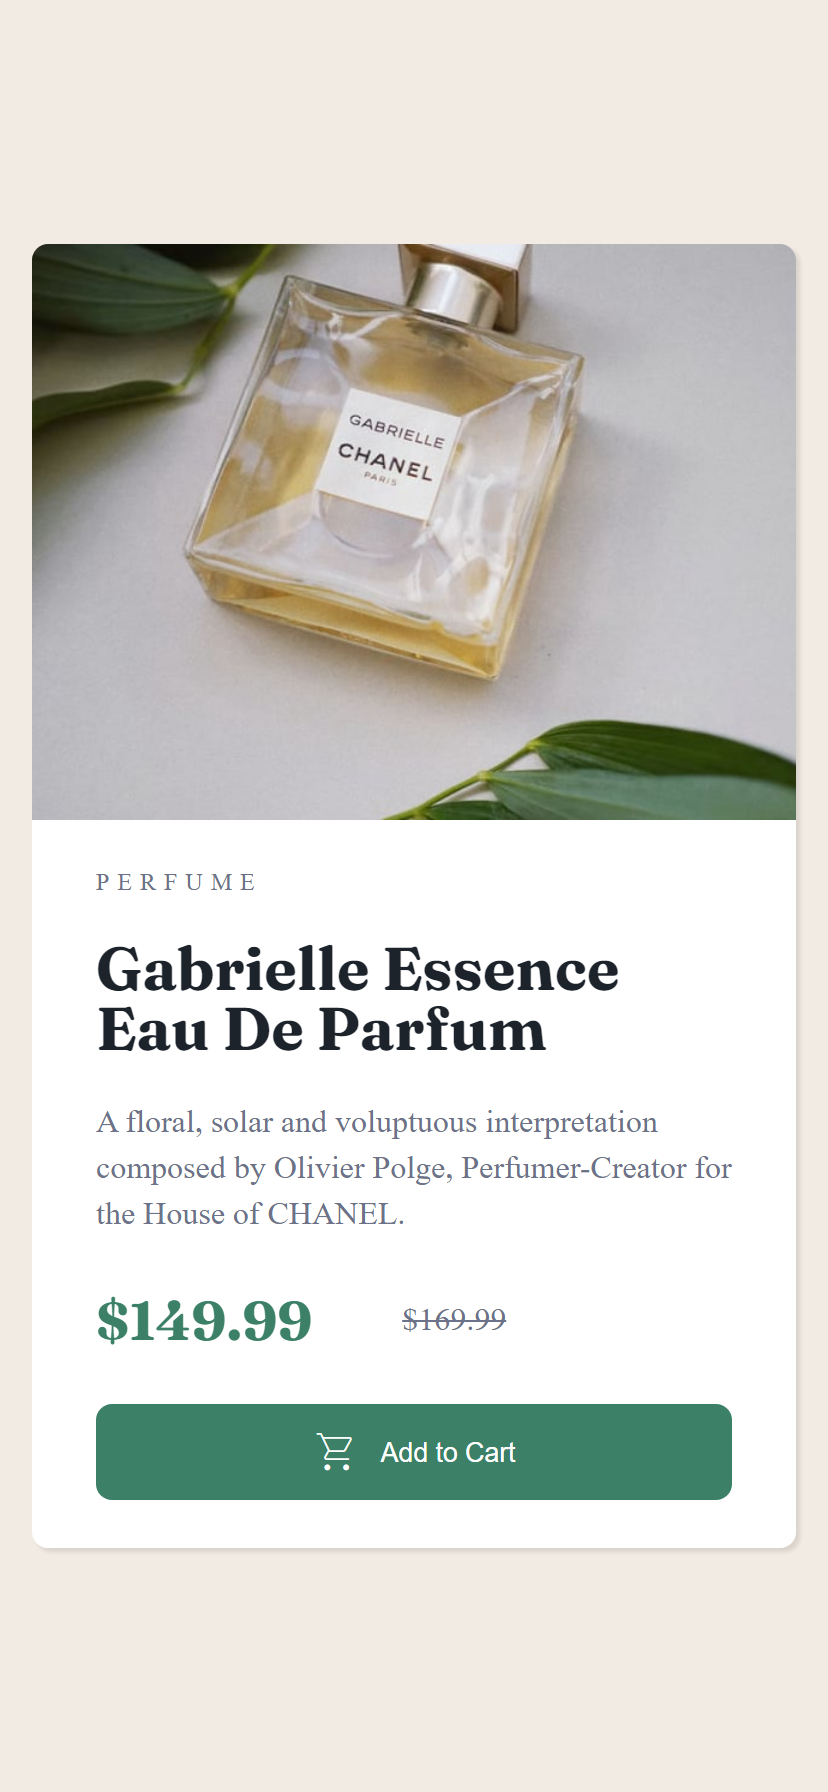 GABRIELLE
CHANEL
PARIS
PERFUME
Gabrielle Essence
Eau De Parfum
A floral, solar and voluptuous interpretation
composed by Olivier Polge, Perfumer-Creator for
the House of CHANEL.
$149.99 $169.99
Add to Cart